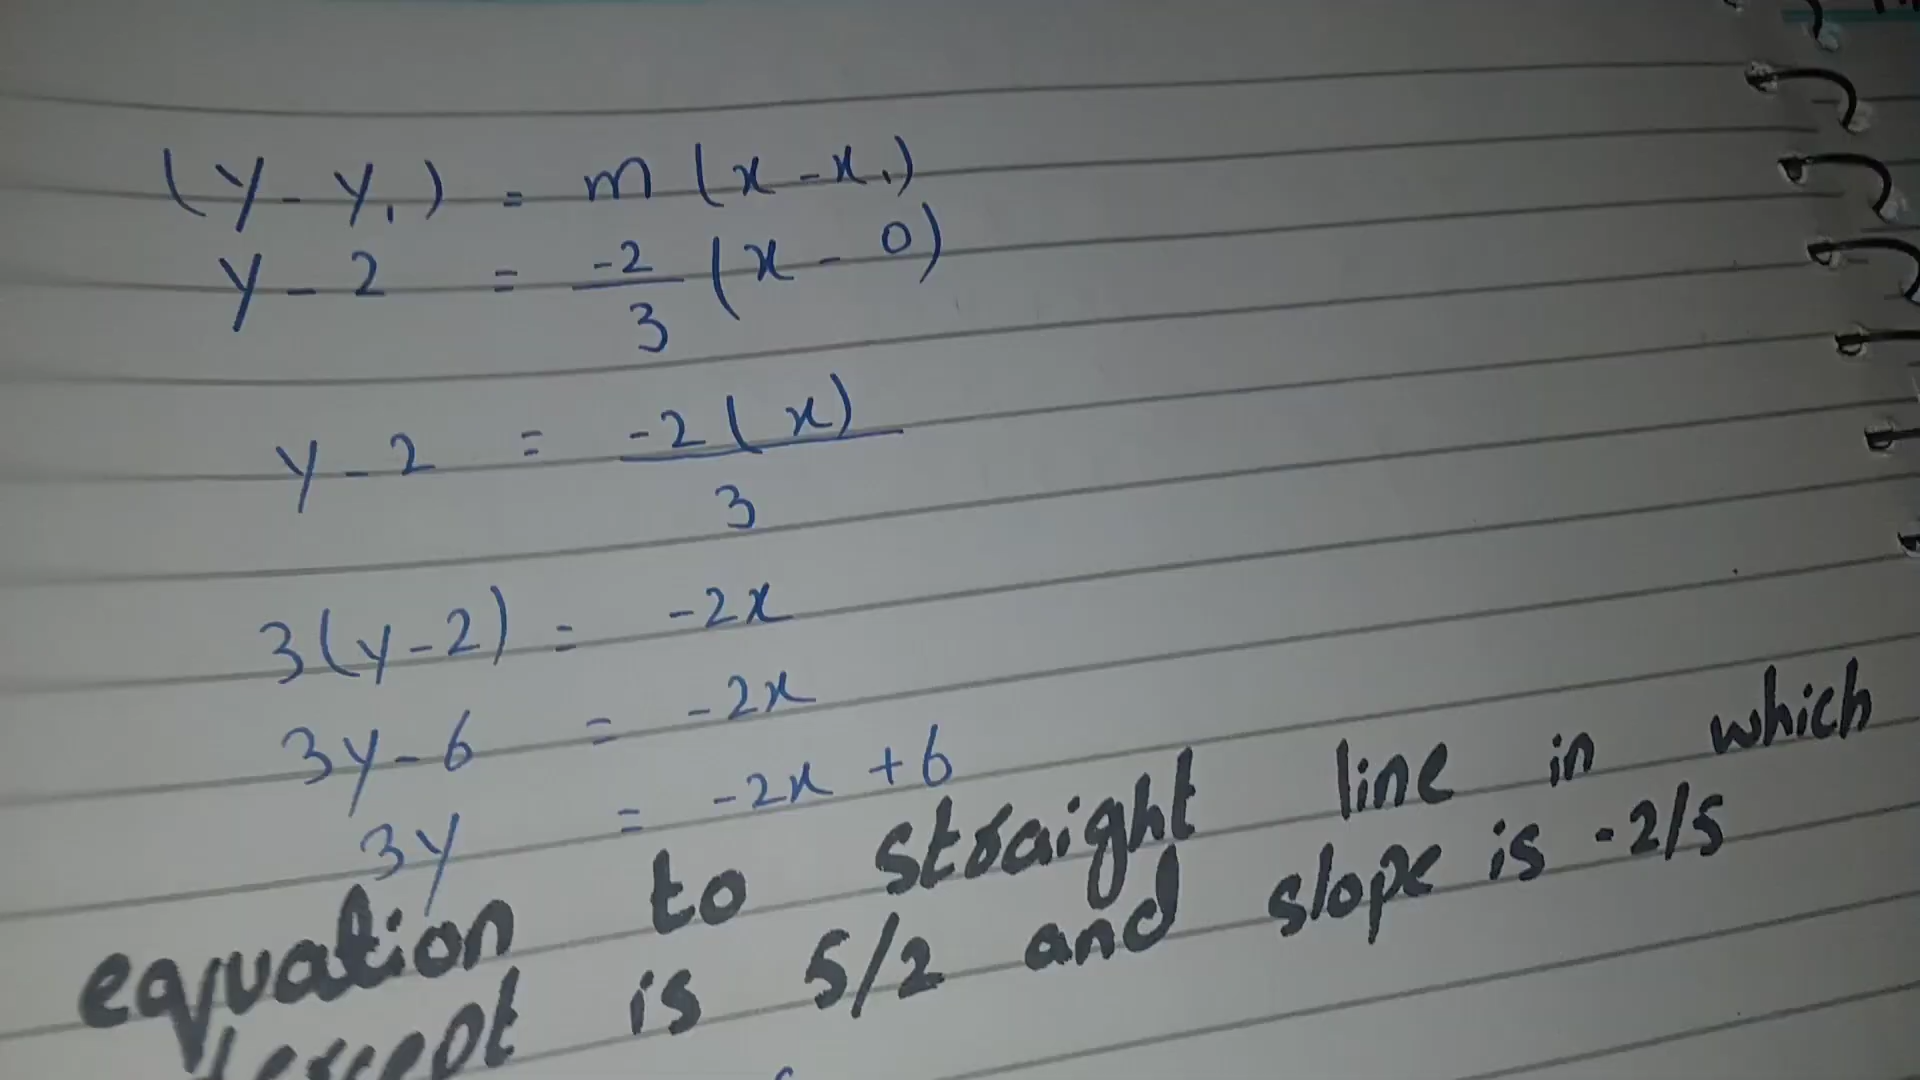 (y - y₁) = m (x - x₁)
y - 2 = -2/3 (x - 0)
y - 2 = -2(x)/3
3(y-2) = -2x
3y - 6 = -2x
3y = -2x + 6
equation to straight line in which
is 5/2 and slope is -2/5